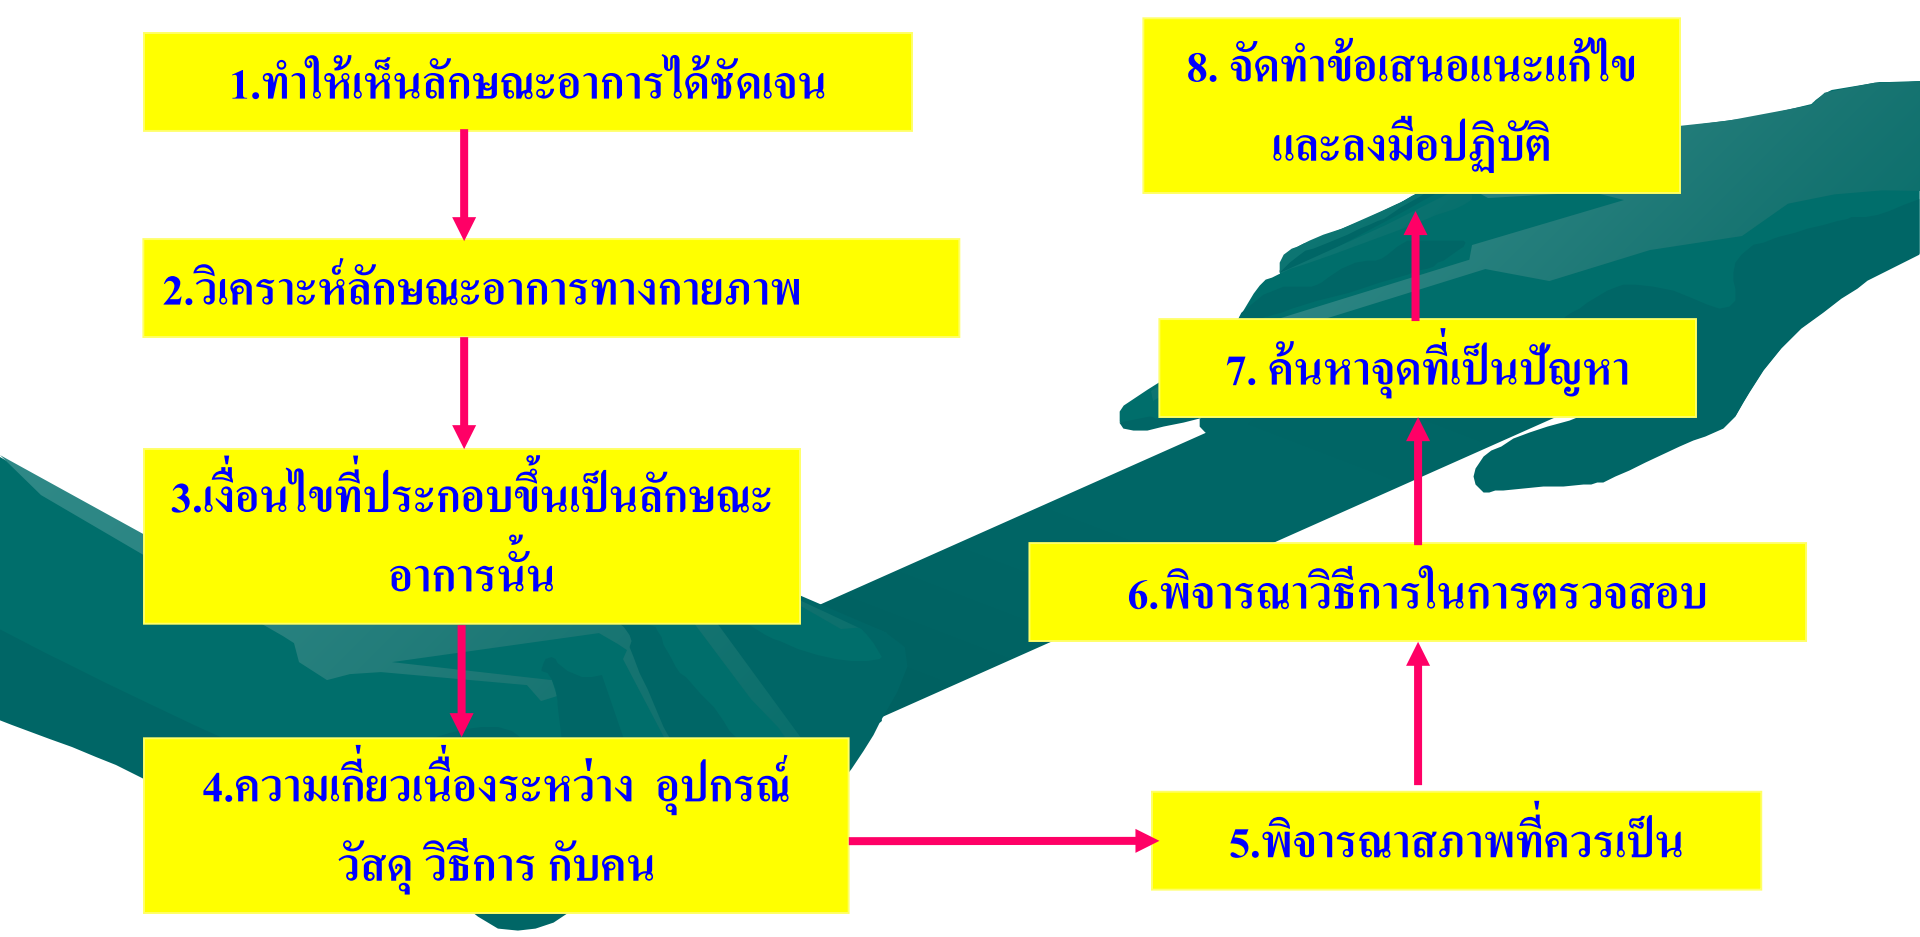 1.ทำให้เห็นลักษณะอาการได้ชัดเจน
2.วิเคราะห์ลักษณะอาการทางกายภาพ
3.เงื่อนไขที่ประกอบขึ้นเป็นลักษณะ
อาการนั้น
4.ความเกี่ยวเนื่องระหว่าง อุปกรณ์
วัสดุ วิธีการ กับคน
5.พิจารณาสภาพที่ควรเป็น
6.พิจารณาวิธีการในการตรวจสอบ
7. ค้นหาจุดที่เป็นปัญหา
8. จัดทำข้อเสนอแนะแก้ไข
และลงมือปฏิบัติ